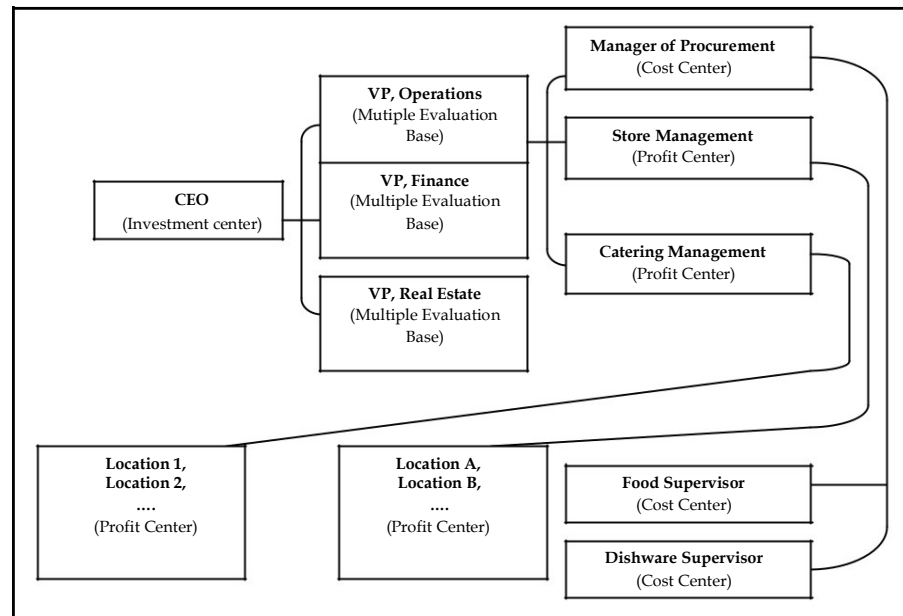 Manager of Procurement
(Cost Center)
VP, Operations
(Mutiple Evaluation
Base)
Store Management
(Profit Center)
VP, Finance
(Multiple Evaluation
Base)
CEO
(Investment center)
Catering Management
(Profit Center)
VP, Real Estate
(Multiple Evaluation
Base)
Location 1,
Location 2,
....
(Profit Center)
Location A,
Location B,
....
(Profit Center)
Food Supervisor
(Cost Center)
Dishware Supervisor
(Cost Center)